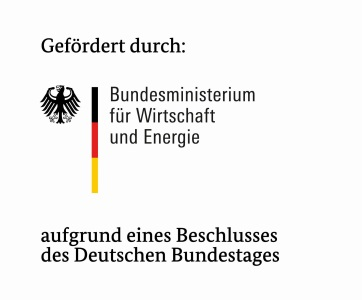 Gefördert durch:
Bundesministerium
für Wirtschaft
und Energie
aufgrund eines Beschlusses
des Deutschen Bundestages